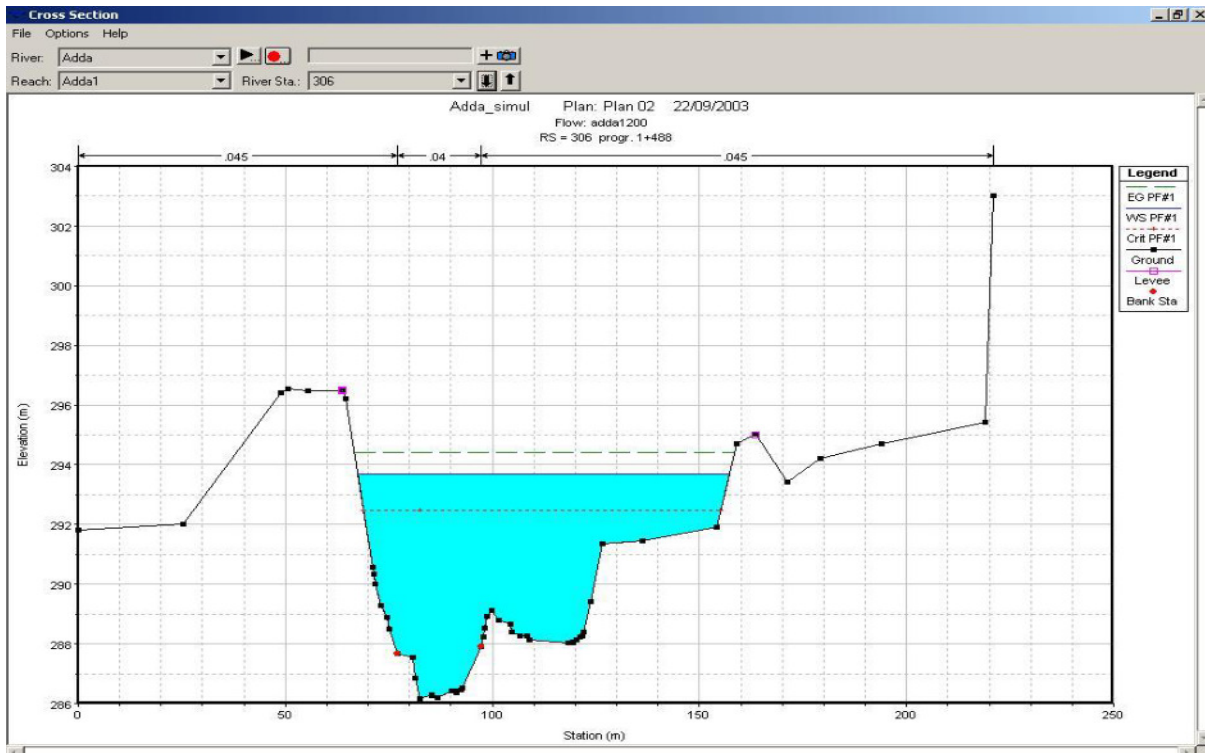 Cross Section
File Options Help
River: Adda
Reach: Adda1 River Sta.: 306
Adda_simul Plan: Plan 02 22/09/2003
Flow: adda1200
RS = 306 progr. 1+488
.045 .04 .045
304
302
300
298
296
294
292
290
288
286
Elevation (m)
0 50 100 150 200 250
Station (m)
Legend
EG PF#1
WS PF#1
Crit PF#1
Ground
Levee
Bank Sta